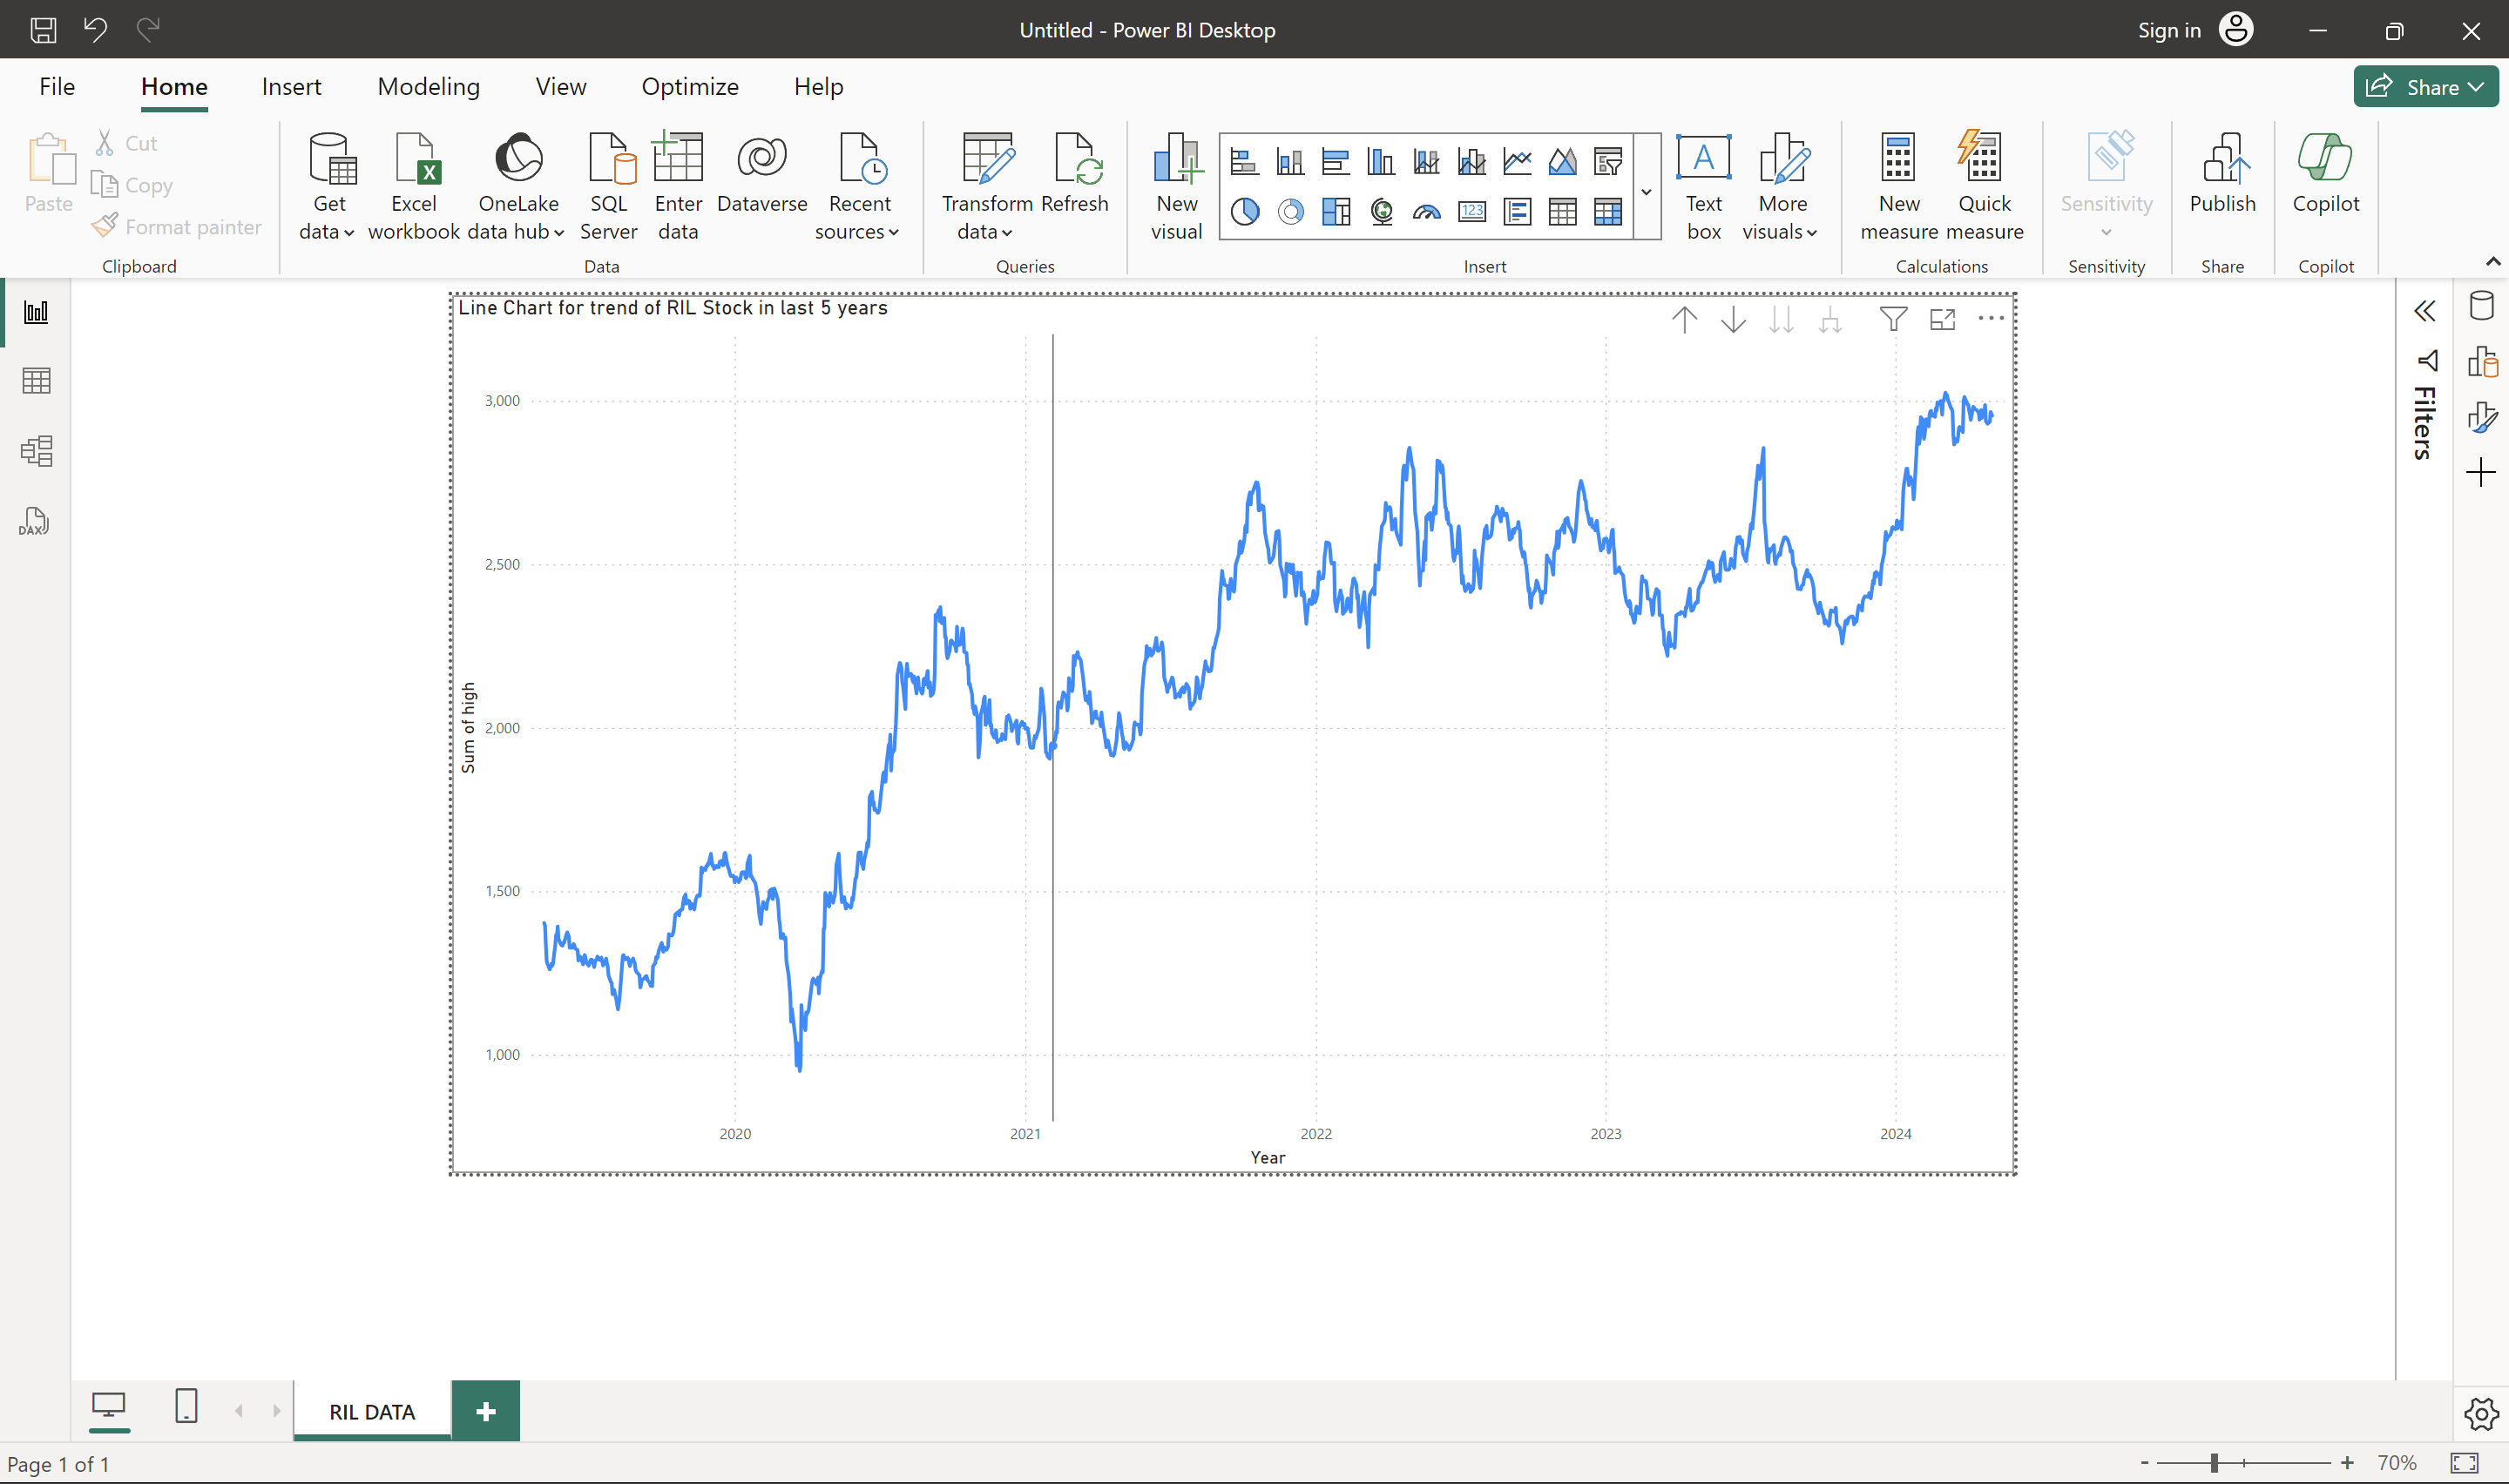 Untitled - Power BI Desktop
Sign in
File Home Insert Modeling View Optimize Help
Share
Paste
Cut
Copy
Format painter
Clipboard
Get data
Excel workbook
OneLake data hub
SQL Server
Enter data
Dataverse
Recent sources
Data
Transform data
Refresh
Queries
New visual
123
Text box
More visuals
Insert
New measure
Quick measure
Calculations
Sensitivity
Sensitivity
Publish
Share
Copilot
Copilot
DAX
Line Chart for trend of RIL Stock in last 5 years
3,000
2,500
2,000
1,500
1,000
Sum of high
2020 2021 2022 2023 2024
Year
Filters
RIL DATA
Page 1 of 1
70%